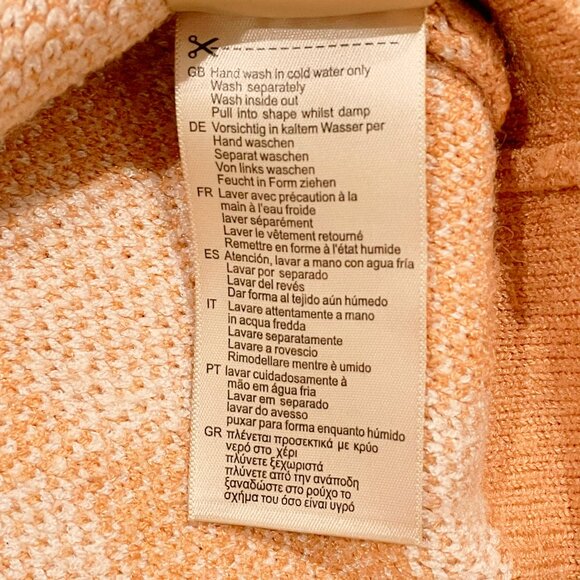 GB Hand wash in cold water only
Wash separately
Wash inside out
Pull into shape whilst damp
DE Vorsichtig in kaltem Wasser per
Hand waschen
Separat waschen
Von links waschen
Feucht in Form ziehen
FR Laver avec précaution à la
main à l'eau froide
laver séparément
Laver le vêtement retourné
Remettre en forme à l'état humide
ES Atención, lavar a mano con agua fría
Lavar por separado
Lavar del revés
Dar forma al tejido aún húmedo
IT Lavare attentamente a mano
in acqua fredda
Lavare separatamente
Lavare a rovescio
Rimodellare mentre è umido
PT lavar cuidadosamente à
mão em água fria
Lavar em separado
lavar do avesso
puxar para forma enquanto húmido
GR πλένεται προσεκτικά με κρύο
νερό στο χέρι
πλύνετε ξεχωριστά
πλύνετε από την ανάποδη
ξαναδώστε στο ρούχο το
σχήμα του όσο είναι υγρό